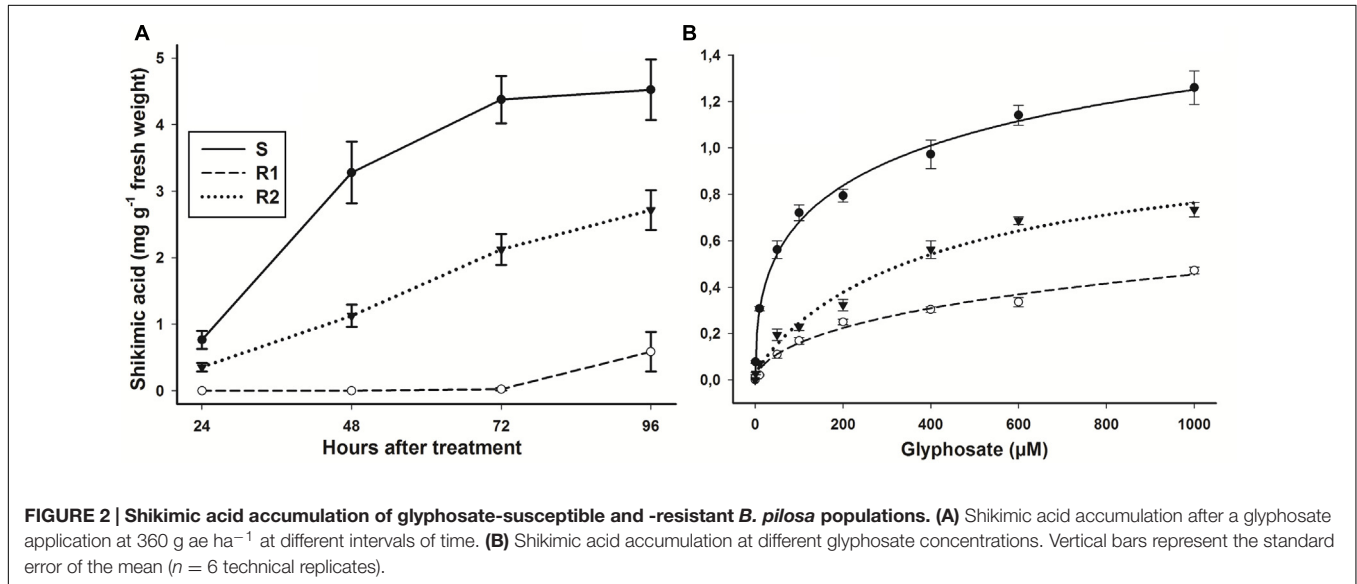 A
B
Shikimic acid (mg g⁻¹ fresh weight)
5
4
3
2
1
0
S
R1
R2
24
48
72
96
Hours after treatment
1,4
1,2
1,0
0,8
0,6
0,4
0,2
0,0
0
200
400
600
800
1000
Glyphosate (µM)
FIGURE 2 | Shikimic acid accumulation of glyphosate-susceptible and -resistant B. pilosa populations. (A) Shikimic acid accumulation after a glyphosate
application at 360 g ae ha⁻¹ at different intervals of time. (B) Shikimic acid accumulation at different glyphosate concentrations. Vertical bars represent the standard
error of the mean (n = 6 technical replicates).